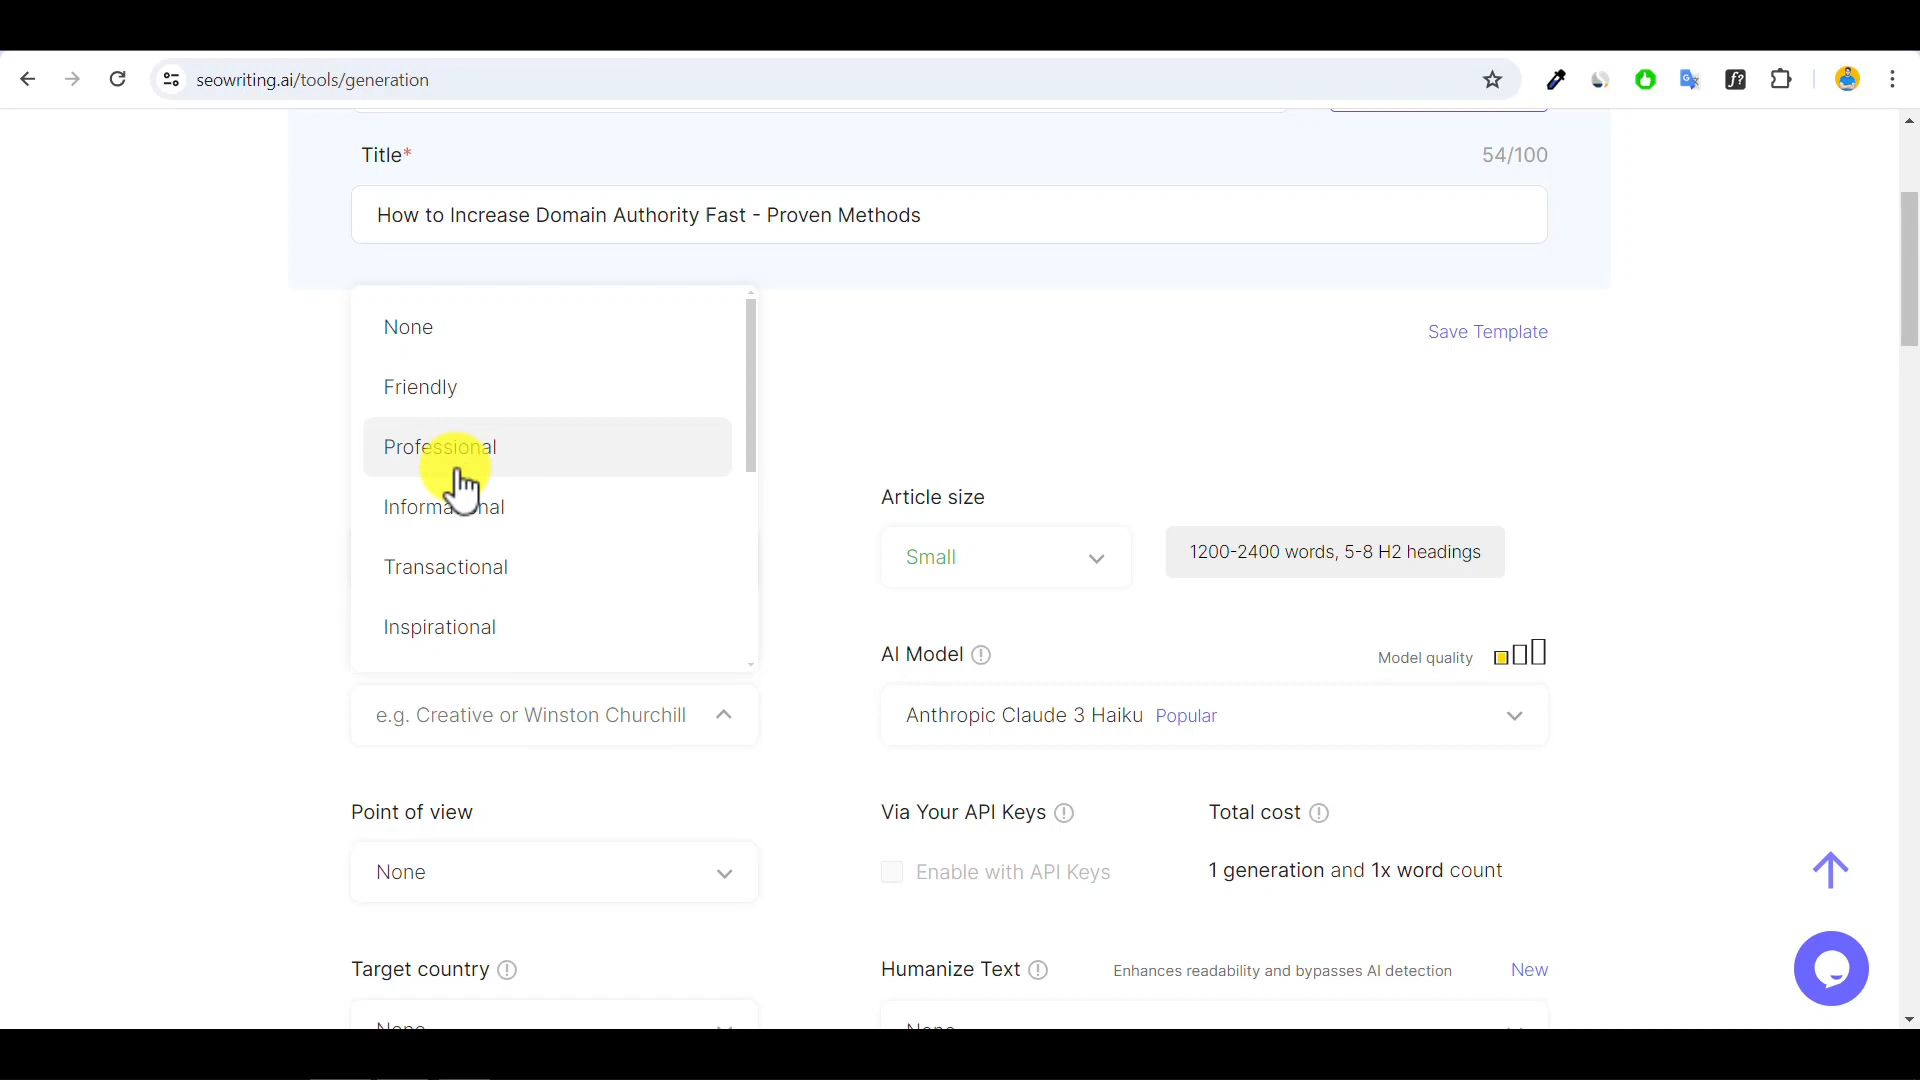 seowriting.ai/tools/generation
Title*
54/100
How to Increase Domain Authority Fast - Proven Methods
None
Save Template
Friendly
Professional
Informational
Article size
Small
1200-2400 words, 5-8 H2 headings
Transactional
Inspirational
AI Model
Model quality
e.g. Creative or Winston Churchill
Anthropic Claude 3 Haiku Popular
Point of view
Via Your API Keys
Total cost
None
Enable with API Keys
1 generation and 1x word count
Target country
Humanize Text
Enhances readability and bypasses AI detection
New
None
None